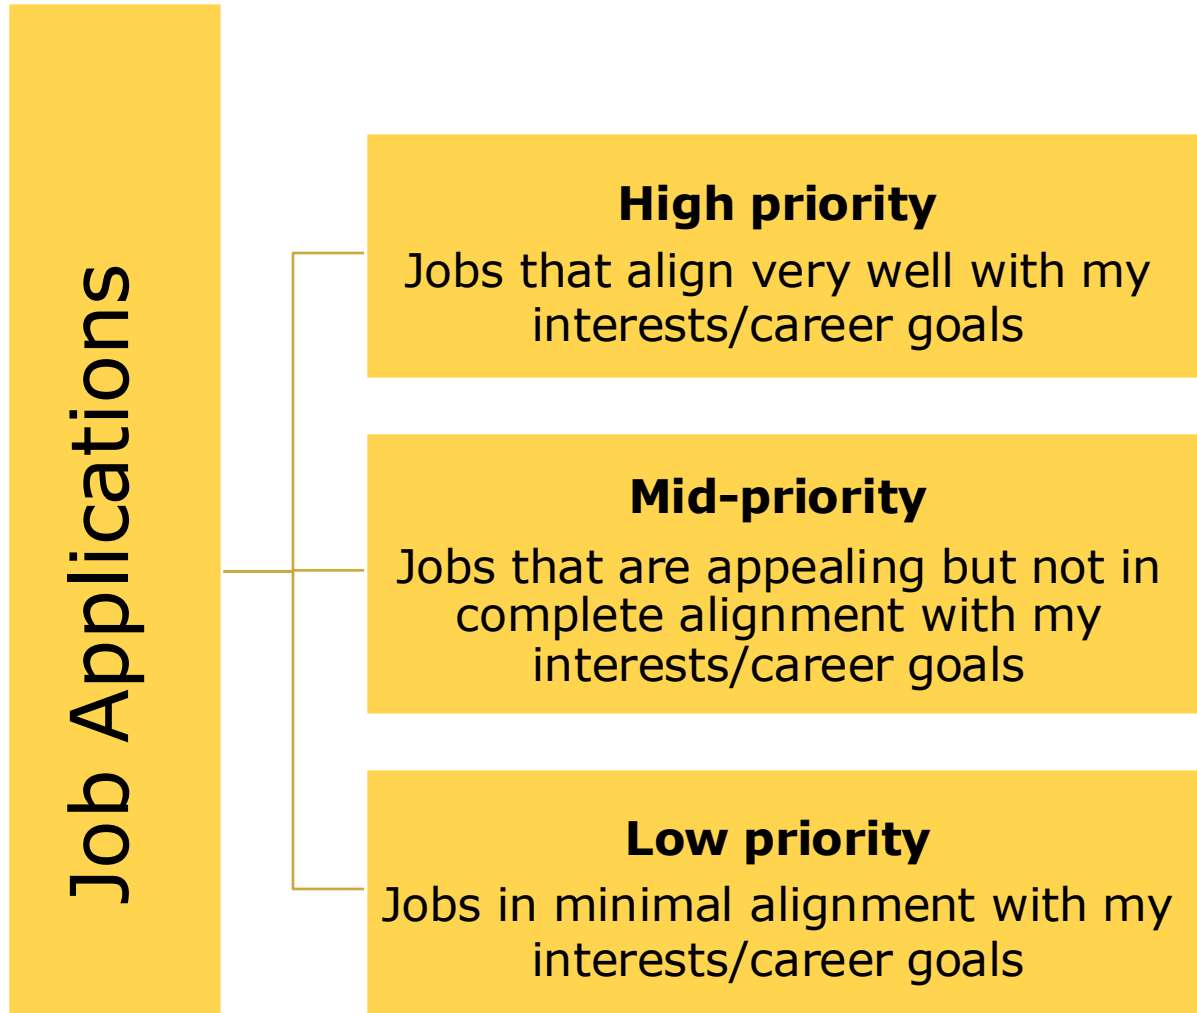 Job Applications
High priority
Jobs that align very well with my
interests/career goals
Mid-priority
Jobs that are appealing but not in
complete alignment with my
interests/career goals
Low priority
Jobs in minimal alignment with my
interests/career goals